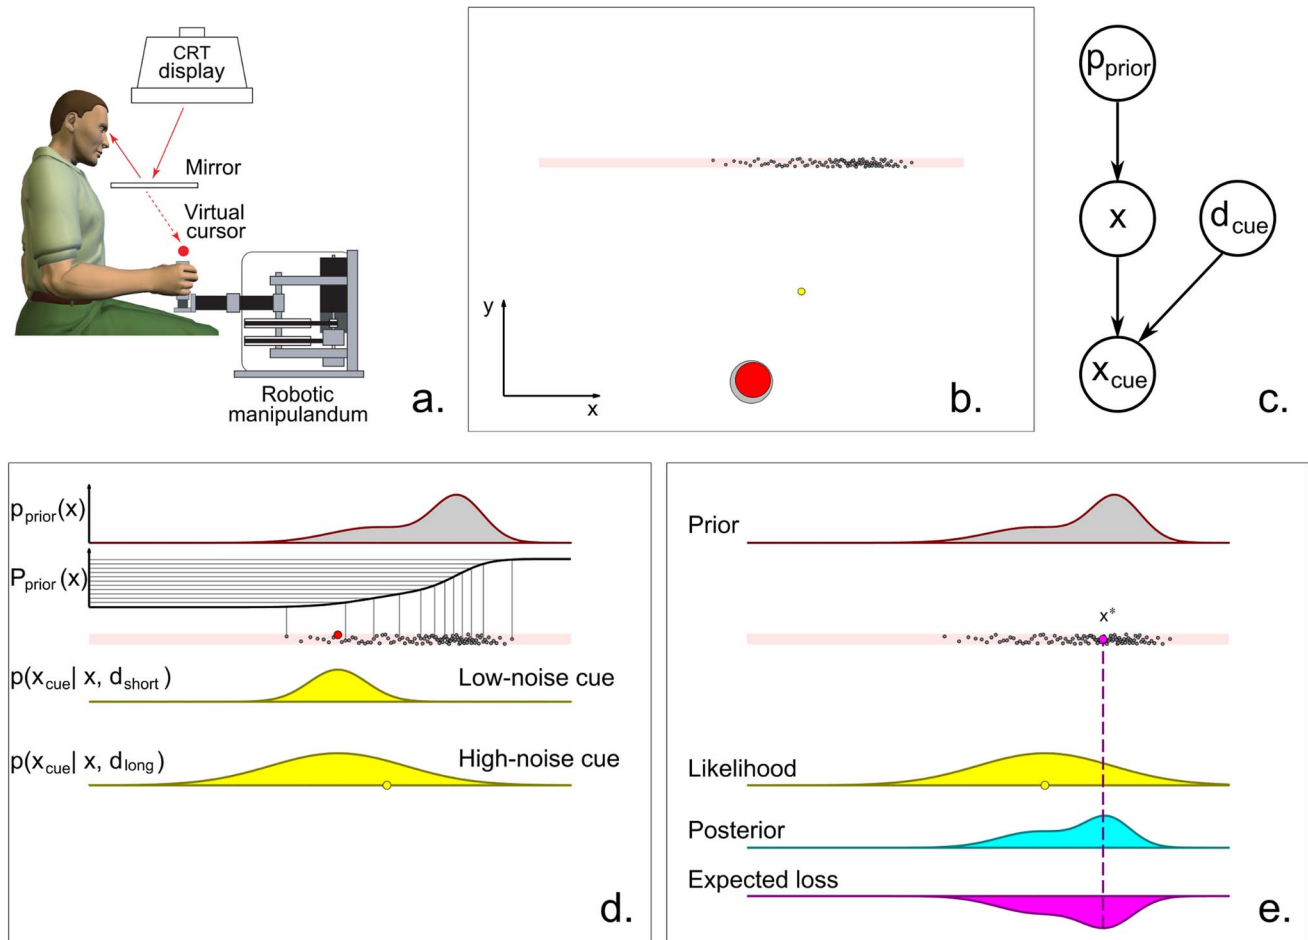 CRT
display
Mirror
Virtual
cursor
Robotic
manipulandum
a.
y
x
b.
p_prior
x
d_cue
x_cue
c.
p_prior(x)
P_prior(x)
p(x_cue| x, d_short)
Low-noise cue
p(x_cue| x, d_long)
High-noise cue
d.
Prior
x*
Likelihood
Posterior
Expected loss
e.